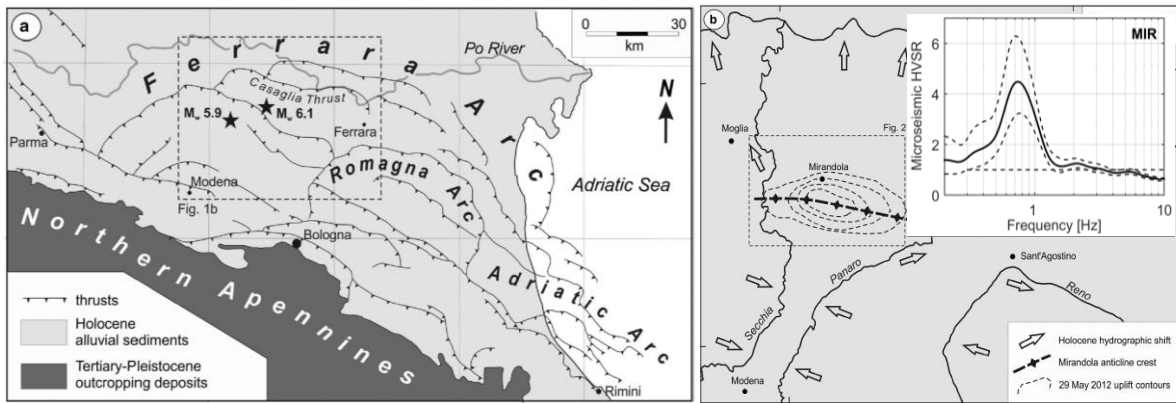 a
0 30
km
Po River
N
Ferrara Arc
Casaglia Thrust
Mw 5.9
Mw 6.1
Ferrara
Parma
Romagna Arc
Adriatic Sea
Modena
Fig. 1b
Bologna
Northern Apennines
Adriatic Arc
Rimini
thrusts
Holocene
alluvial sediments
Tertiary-Pleistocene
outcropping deposits
b
MIR
Microseismic HVSR
6
4
2
0
1 10
Frequency [Hz]
Fig. 2
Moglia
Mirandola
Sant'Agostino
Panaro
Reno
Secchia
Modena
Holocene hydrographic shift
Mirandola anticline crest
29 May 2012 uplift contours